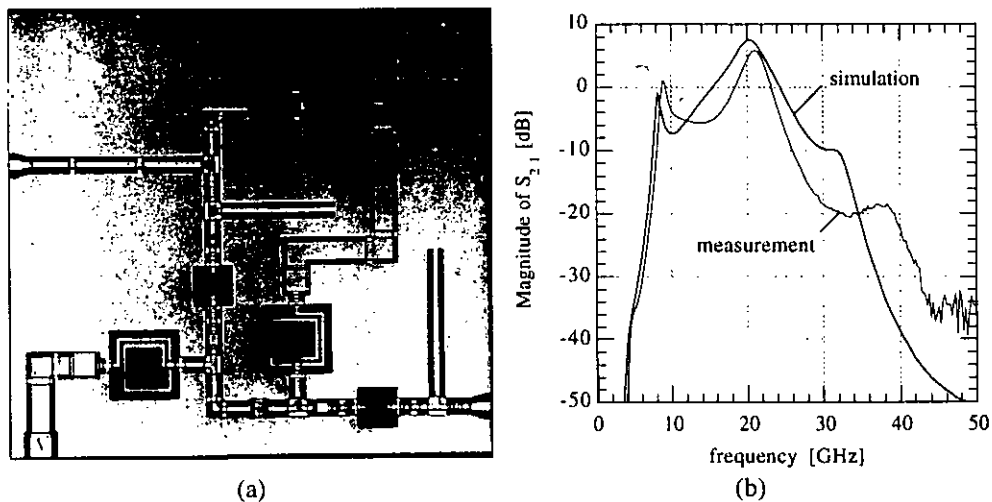 10
0
-10
-20
-30
-40
-50
Magnitude of S21 [dB]
simulation
measurement
0 10 20 30 40 50
frequency [GHz]
(a)
(b)